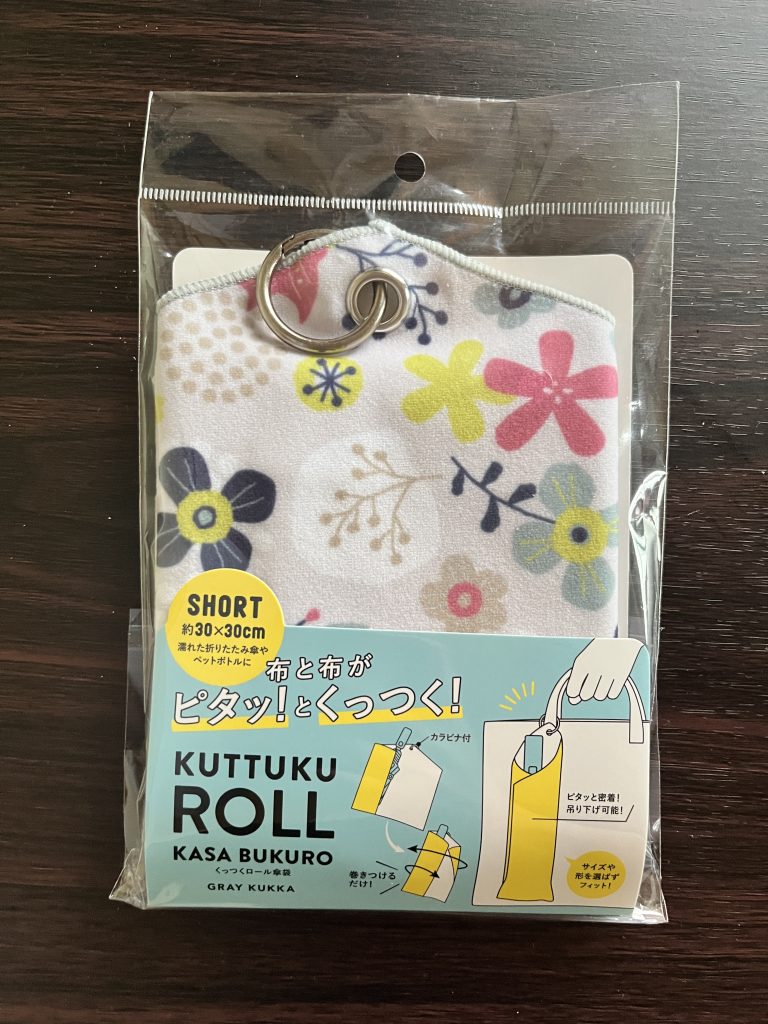 SHORT
約30×30cm
濡れた折りたたみ傘や
ペットボトルに
布と布が
ピタッ!とくっつく!
カラビナ付
KUTTUKU
ROLL
KASA BUKURO
くっつくロール傘袋
GRAY KUKKA
巻きつける
だけ!
ピタッと密着!
吊り下げ可能!
サイズや
形を選ばず
フィット!